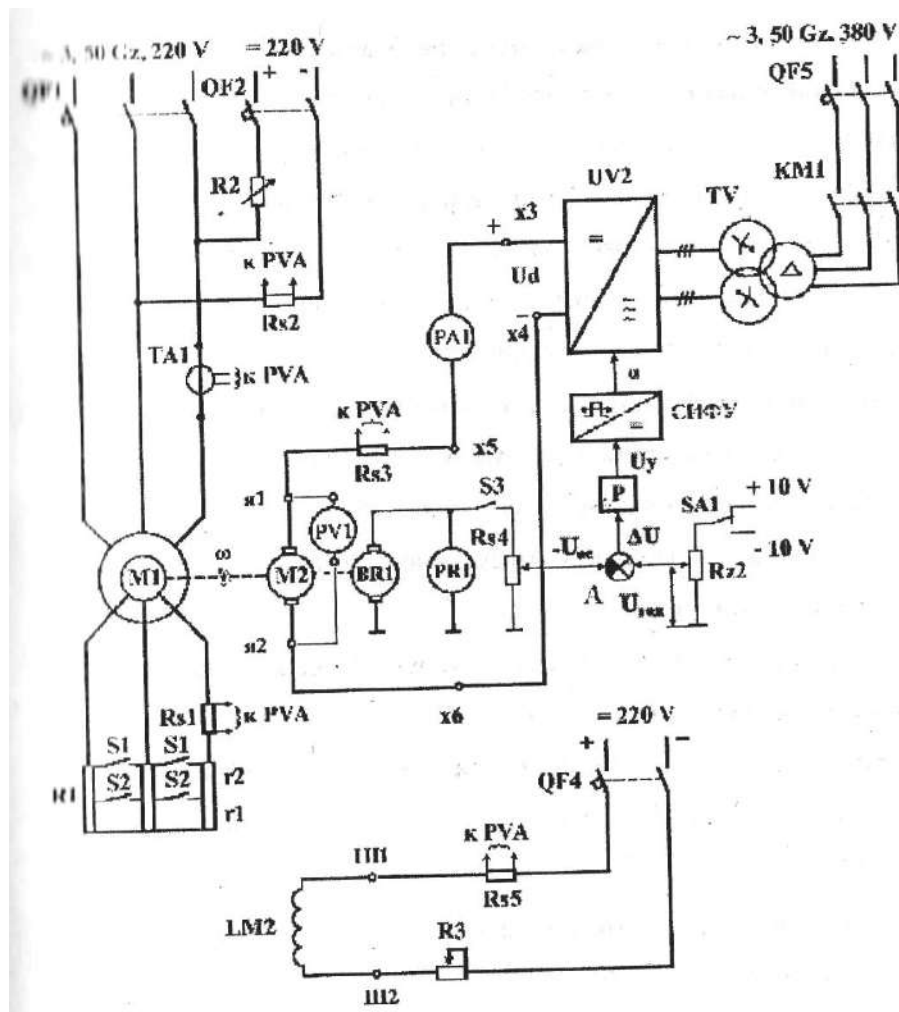 ~ 3, 50 Gz, 220 V
= 220 V
~ 3, 50 Gz, 380 V
QF1
QF2
+
-
QF5
R2
UV2
KM1
TV
x3
+
к PVA
=
Ud
Δ
Rs2
PA1
x4
-
≈
TA1
к PVA
α
к PVA
СИФУ
=
x5
Rs3
Uy
S3
P
SA1
+ 10 V
я1
PV1
Rs4
ΔU
- 10 V
ω
-Uос
M1
M2
BR1
PR1
A
Rz2
Uзад
я2
Rs1
к PVA
x6
= 220 V
S1
S1
+
-
R1
S2
S2
r2
QF4
r1
к PVA
Ш1
Rs5
LM2
R3
Ш2